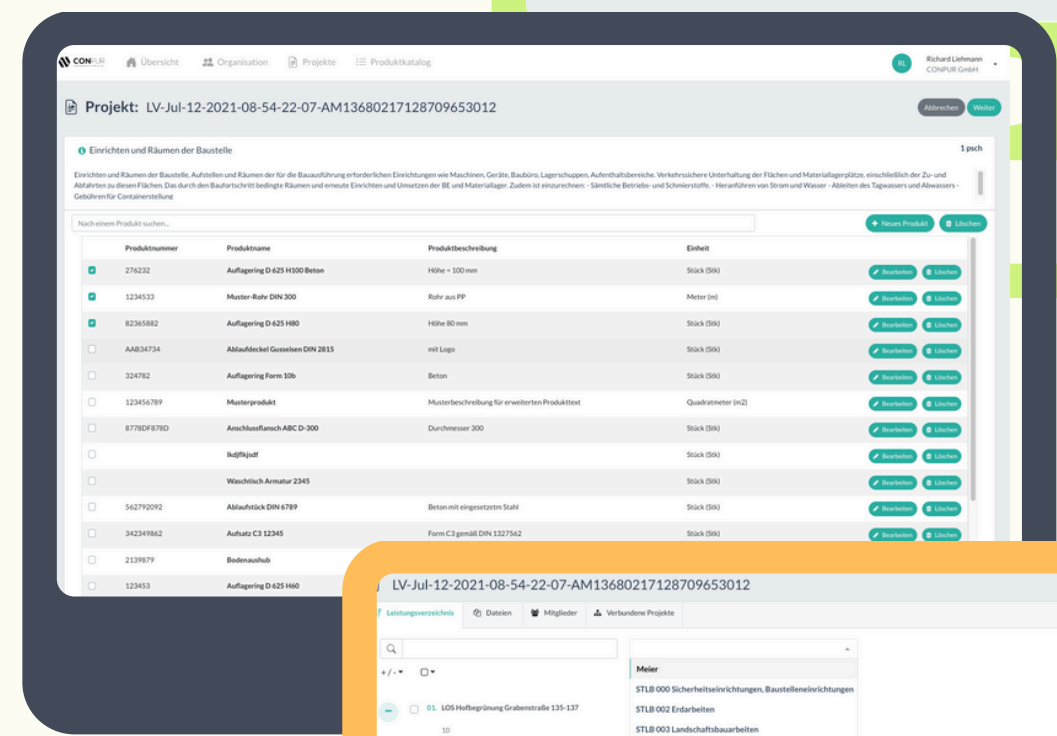 CONPUR Übersicht Organisation Projekte Produktkatalog RL Richard Liehmann
CONPUR GmbH
Projekt: LV-Jul-12-2021-08-54-22-07-AM13680217128709653012 Abbrechen Weiter
Einrichten und Räumen der Baustelle 1 psch
Einrichten und Räumen der Baustelle, Aufstellen und Räumen der für die Bauausführung erforderlichen Einrichtungen wie Maschinen, Geräte, Baubüro, Lagerschuppen, Aufenthaltsbereiche. Verkehrssichere Unterhaltung der Flächen und Materiallagerplätze, einschließlich der Zu- und
Abfahrten zu diesen Flächen. Das durch den Baufortschritt bedingte Räumen und erneute Einrichten und Umsetzen der BE und Materiallager. Zudem ist einzurechnen: - Sämtliche Betriebs- und Schmierstoffe. - Heranführen von Strom und Wasser - Ableiten des Tagwassers und Abwassers -
Gebühren für Containerstellung
Nach einem Produkt suchen... + Neues Produkt Löschen
Produktnummer Produktname Produktbeschreibung Einheit
276232 Auflagering D 625 H100 Beton Höhe = 100 mm Stück (Stk) Bearbeiten Löschen
1234533 Muster-Rohr DIN 300 Rohr aus PP Meter (m) Bearbeiten Löschen
82365882 Auflagering D 625 H80 Höhe 80 mm Stück (Stk) Bearbeiten Löschen
AAB34734 Ablaufdeckel Gusseisen DIN 2815 mit Logo Stück (Stk) Bearbeiten Löschen
324782 Auflagering Form 10b Beton Stück (Stk) Bearbeiten Löschen
123456789 Musterprodukt Musterbeschreibung für erweiterten Produkttext Quadratmeter (m2) Bearbeiten Löschen
8778DF878D Anschlussflansch ABC D-300 Durchmesser 300 Stück (Stk) Bearbeiten Löschen
lkdjflkjsdf Stück (Stk) Bearbeiten Löschen
Waschtisch Armatur 2345 Stück (Stk) Bearbeiten Löschen
562792092 Ablaufstück DIN 6789 Beton mit eingesetztem Stahl Stück (Stk) Bearbeiten Löschen
342349862 Aufsatz C3 12345 Form C3 gemäß DIN 1327562 Stück (Stk) Bearbeiten Löschen
2139879 Bodenaushub
123453 Auflagering D 625 H60
LV-Jul-12-2021-08-54-22-07-AM13680217128709653012
Leistungsverzeichnis Dateien Mitglieder Verbundene Projekte
+ / -
Meier
STLB 000 Sicherheitseinrichtungen, Baustelleneinrichtungen
01. LOS Hofbegrünung Grabenstraße 135-137 STLB 002 Erdarbeiten
10 STLB 003 Landschaftsbauarbeiten